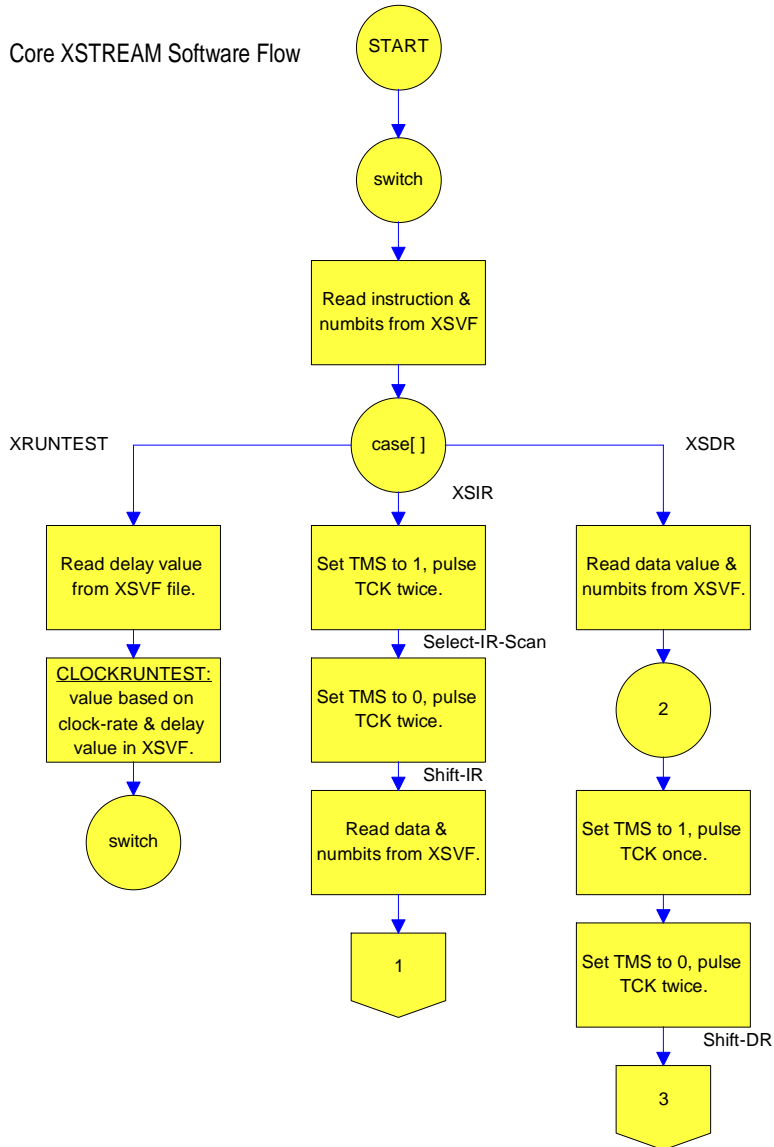 Core XSTREAM Software Flow
START
switch
Read instruction &
numbits from XSVF
case[ ]
XRUNTEST
XSIR
XSDR
Read delay value
from XSVF file.
CLOCKRUNTEST:
value based on
clock-rate & delay
value in XSVF.
switch
Set TMS to 1, pulse
TCK twice.
Select-IR-Scan
Set TMS to 0, pulse
TCK twice.
Shift-IR
Read data &
numbits from XSVF.
1
Read data value &
numbits from XSVF.
2
Set TMS to 1, pulse
TCK once.
Set TMS to 0, pulse
TCK twice.
Shift-DR
3